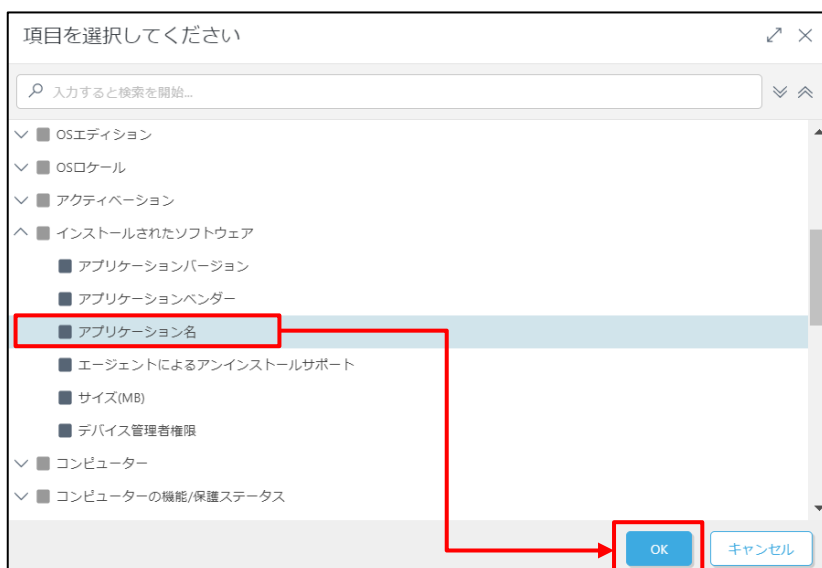 項目を選択してください
入力すると検索を開始...
OSエディション
OSロケール
アクティベーション
インストールされたソフトウェア
アプリケーションバージョン
アプリケーションベンダー
アプリケーション名
エージェントによるアンインストールサポート
サイズ(MB)
デバイス管理者権限
コンピューター
コンピューターの機能/保護ステータス
OK キャンセル